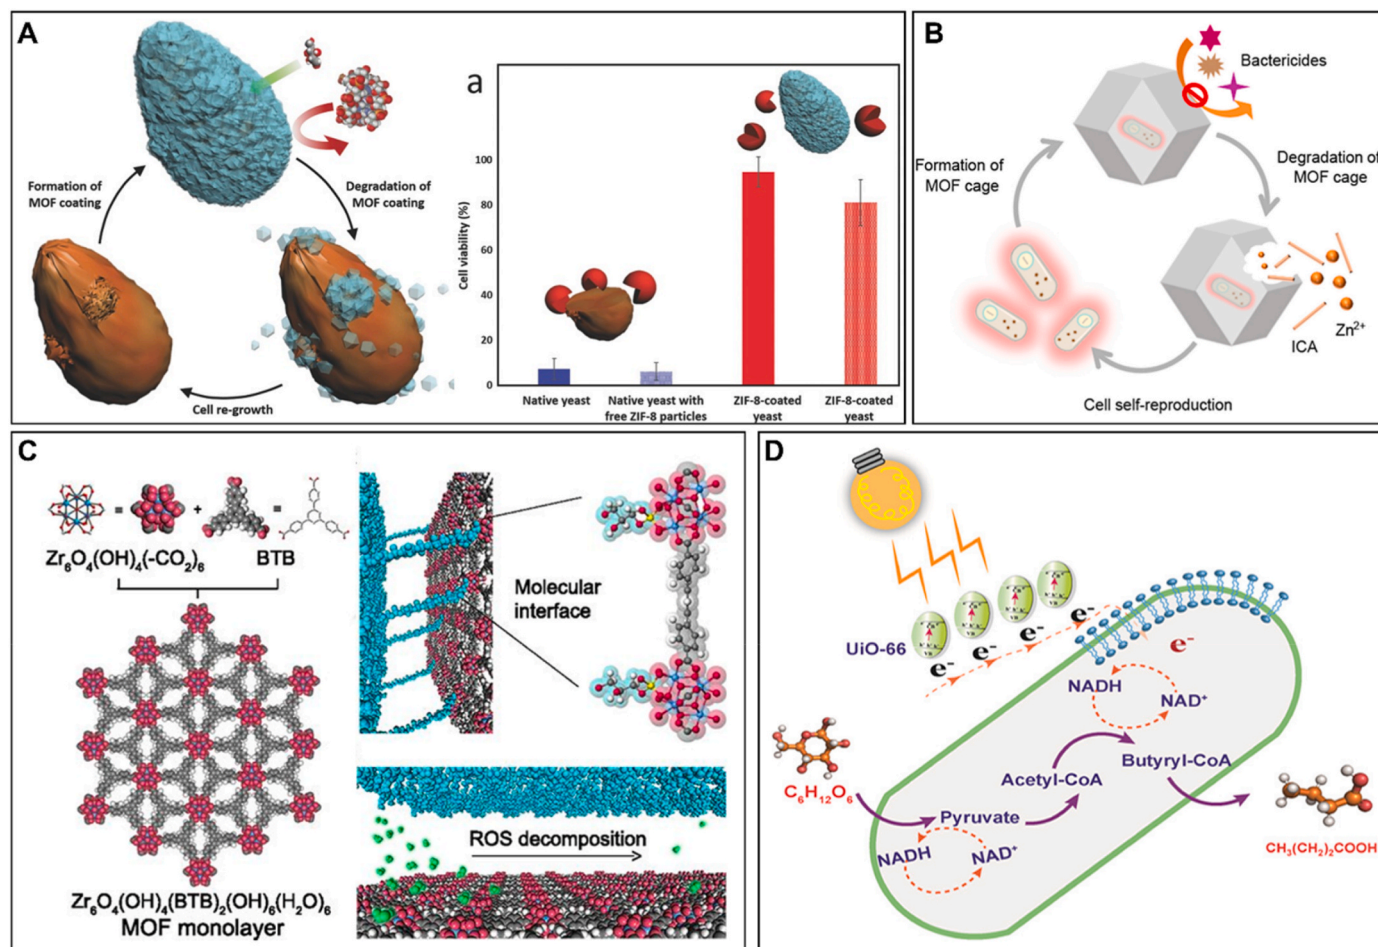 A
Formation of
MOF coating
Degradation of
MOF coating
Cell re-growth
a
Cell viability (%)
100
80
60
40
20
0
Native yeast
Native yeast with
free ZIF-8 particles
ZIF-8-coated
yeast
ZIF-8-coated
yeast
B
Bactericides
Formation of
MOF cage
Degradation of
MOF cage
Zn²⁺
ICA
Cell self-reproduction
C
= + =
Zr₆O₄(OH)₄(-CO₂)₆
BTB
Zr₆O₄(OH)₄(BTB)₂(OH)₆(H₂O)₆
MOF monolayer
Molecular
interface
ROS decomposition
D
UiO-66
e⁻ e⁻ e⁻ e⁻
e⁻
NADH
NAD⁺
Butyryl-CoA
Acetyl-CoA
C₆H₁₂O₆
Pyruvate
NADH
NAD⁺
CH₃(CH₂)₂COOH